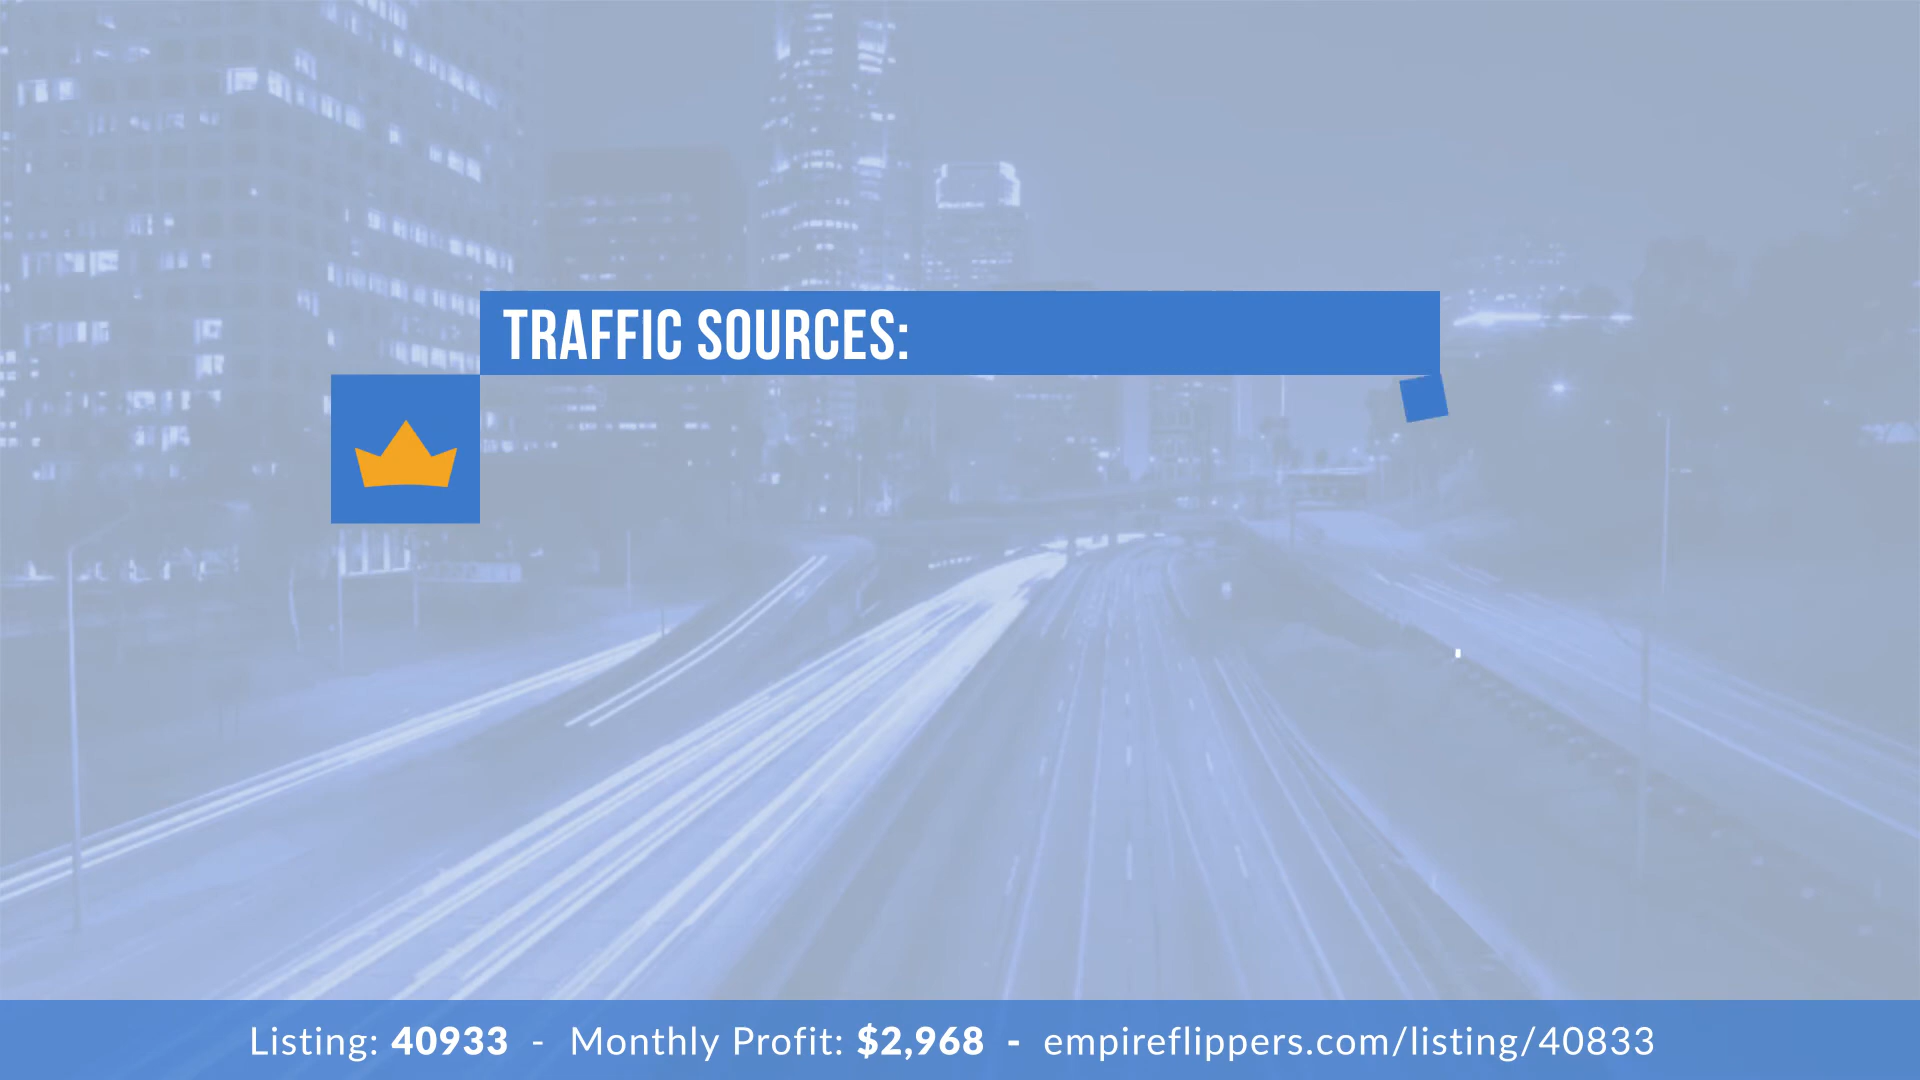 TRAFFIC SOURCES:
Listing: 40933 - Monthly Profit: $2,968 - empireflippers.com/listing/40833